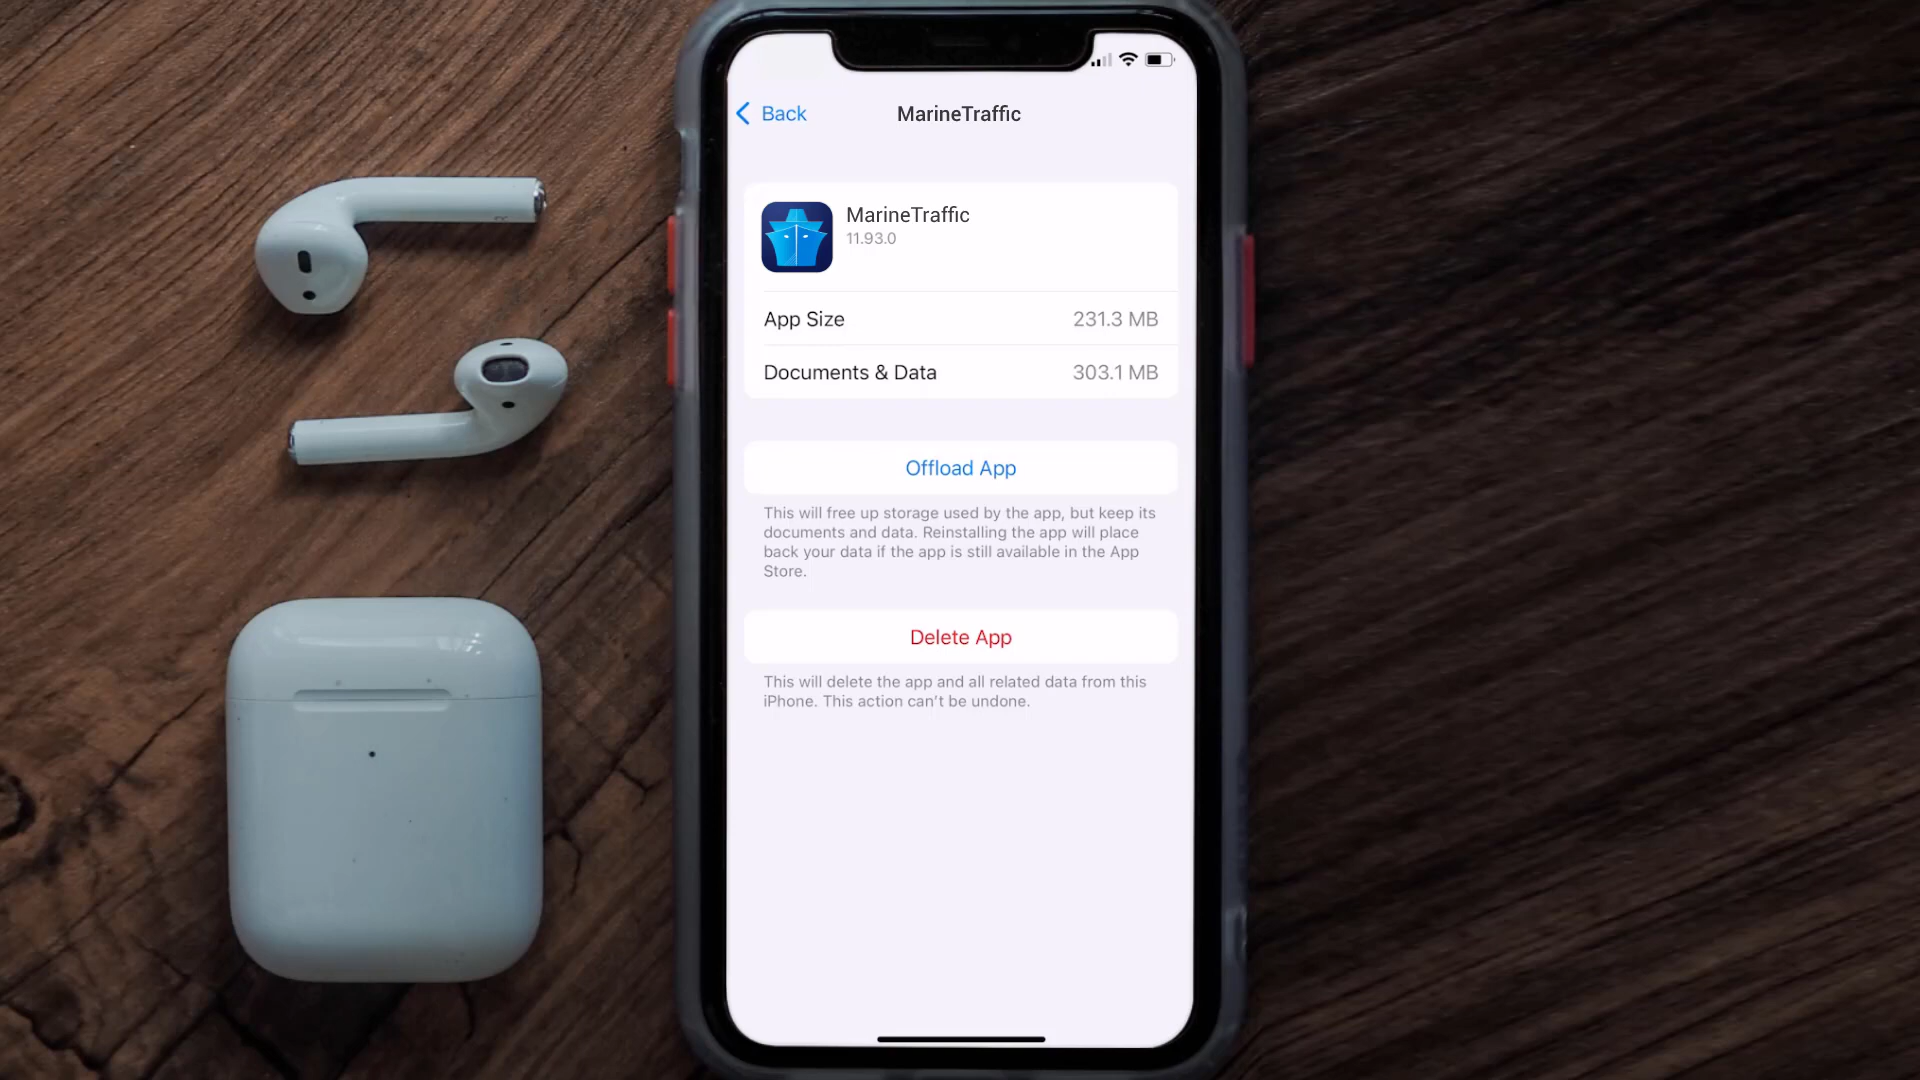 Back
MarineTraffic
MarineTraffic
11.93.0
App Size
231.3 MB
Documents & Data
303.1 MB
Offload App
This will free up storage used by the app, but keep its
documents and data. Reinstalling the app will place
back your data if the app is still available in the App
Store.
Delete App
This will delete the app and all related data from this
iPhone. This action can't be undone.